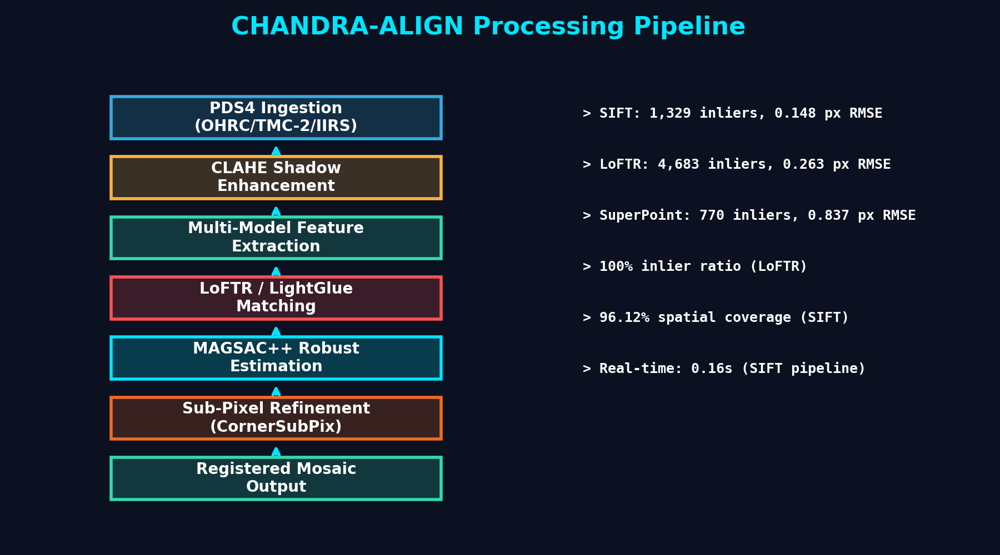 CHANDRA-ALIGN Processing Pipeline
PDS4 Ingestion
(OHRC/TMC-2/IIRS)
CLAHE Shadow
Enhancement
Multi-Model Feature
Extraction
LoFTR / LightGlue
Matching
MAGSAC++ Robust
Estimation
Sub-Pixel Refinement
(CornerSubPix)
Registered Mosaic
Output
> SIFT: 1,329 inliers, 0.148 px RMSE
> LoFTR: 4,683 inliers, 0.263 px RMSE
> SuperPoint: 770 inliers, 0.837 px RMSE
> 100% inlier ratio (LoFTR)
> 96.12% spatial coverage (SIFT)
> Real-time: 0.16s (SIFT pipeline)